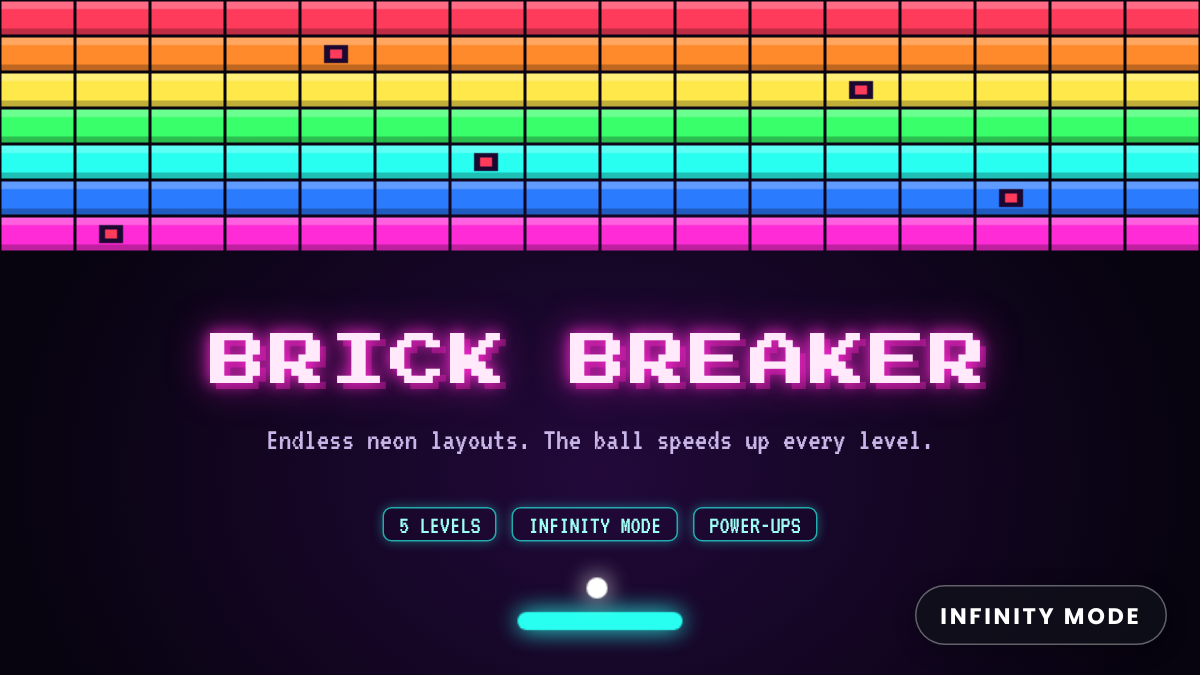 BRICK BREAKER
Endless neon layouts. The ball speeds up every level.
5 LEVELS
INFINITY MODE
POWER-UPS
INFINITY MODE